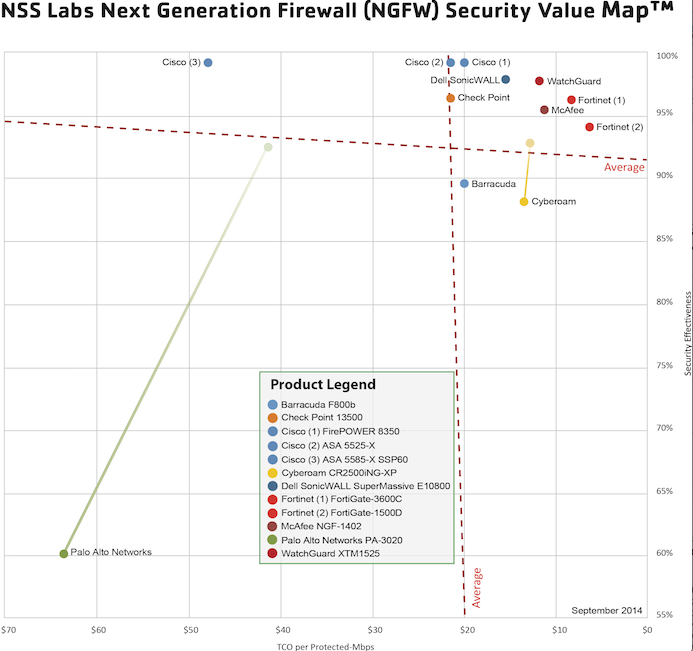 NSS Labs Next Generation Firewall (NGFW) Security Value Map™
100%
Cisco (3)
Cisco (2)
Cisco (1)
Dell SonicWALL
WatchGuard
Check Point
Fortinet (1)
McAfee
95%
Fortinet (2)
Average
90%
Barracuda
Cyberoam
85%
80%
Security Effectiveness
75%
Product Legend
Barracuda F800b
Check Point 13500
Cisco (1) FirePOWER 8350
Cisco (2) ASA 5525-X
Cisco (3) ASA 5585-X SSP60
Cyberoam CR2500iNG-XP
Dell SonicWALL SuperMassive E10800
Fortinet (1) FortiGate-3600C
Fortinet (2) FortiGate-1500D
McAfee NGF-1402
Palo Alto Networks PA-3020
WatchGuard XTM1525
70%
65%
60%
Palo Alto Networks
Average
September 2014
55%
$70 $60 $50 $40 $30 $20 $10 $0
TCO per Protected-Mbps